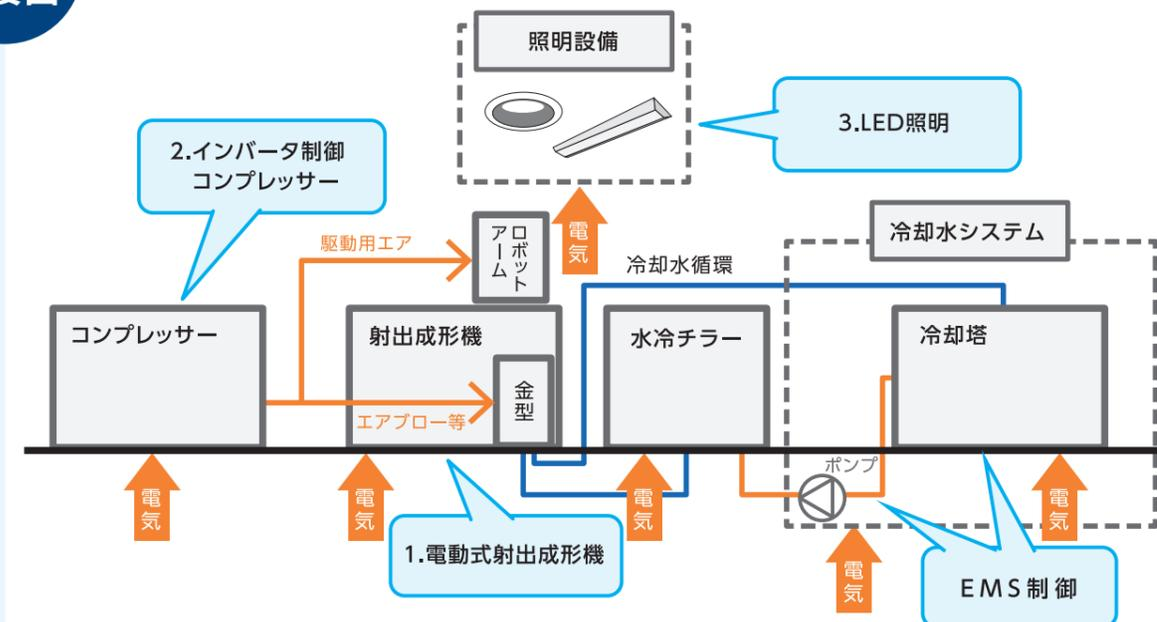 照明設備
3.LED照明
2.インバータ制御
コンプレッサー
ロボット
アーム
電気
駆動用エア
冷却水循環
冷却水システム
コンプレッサー
射出成形機
水冷チラー
冷却塔
金型
エアブロー等
ポンプ
電気
電気
電気
電気
電気
1.電動式射出成形機
EMS制御